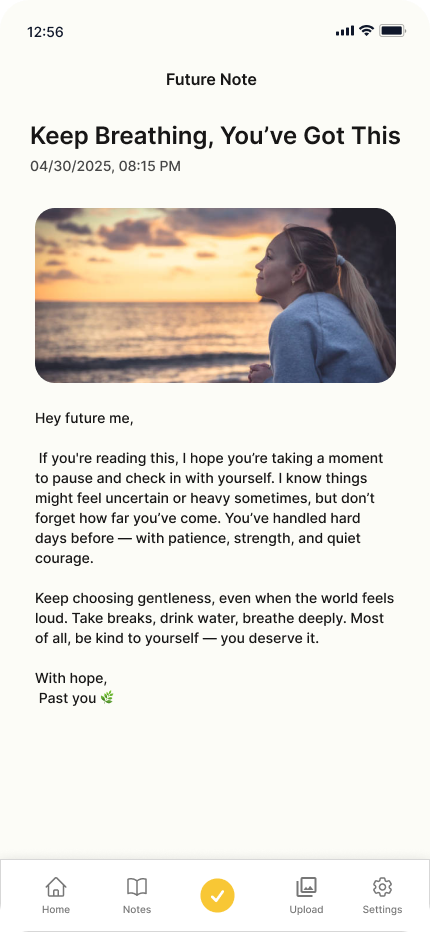 12:56
Future Note
Keep Breathing, You’ve Got This
04/30/2025, 08:15 PM
Hey future me,
If you're reading this, I hope you’re taking a moment
to pause and check in with yourself. I know things
might feel uncertain or heavy sometimes, but don’t
forget how far you’ve come. You’ve handled hard
days before — with patience, strength, and quiet
courage.
Keep choosing gentleness, even when the world feels
loud. Take breaks, drink water, breathe deeply. Most
of all, be kind to yourself — you deserve it.
With hope,
Past you 🌿
Home Notes Upload Settings